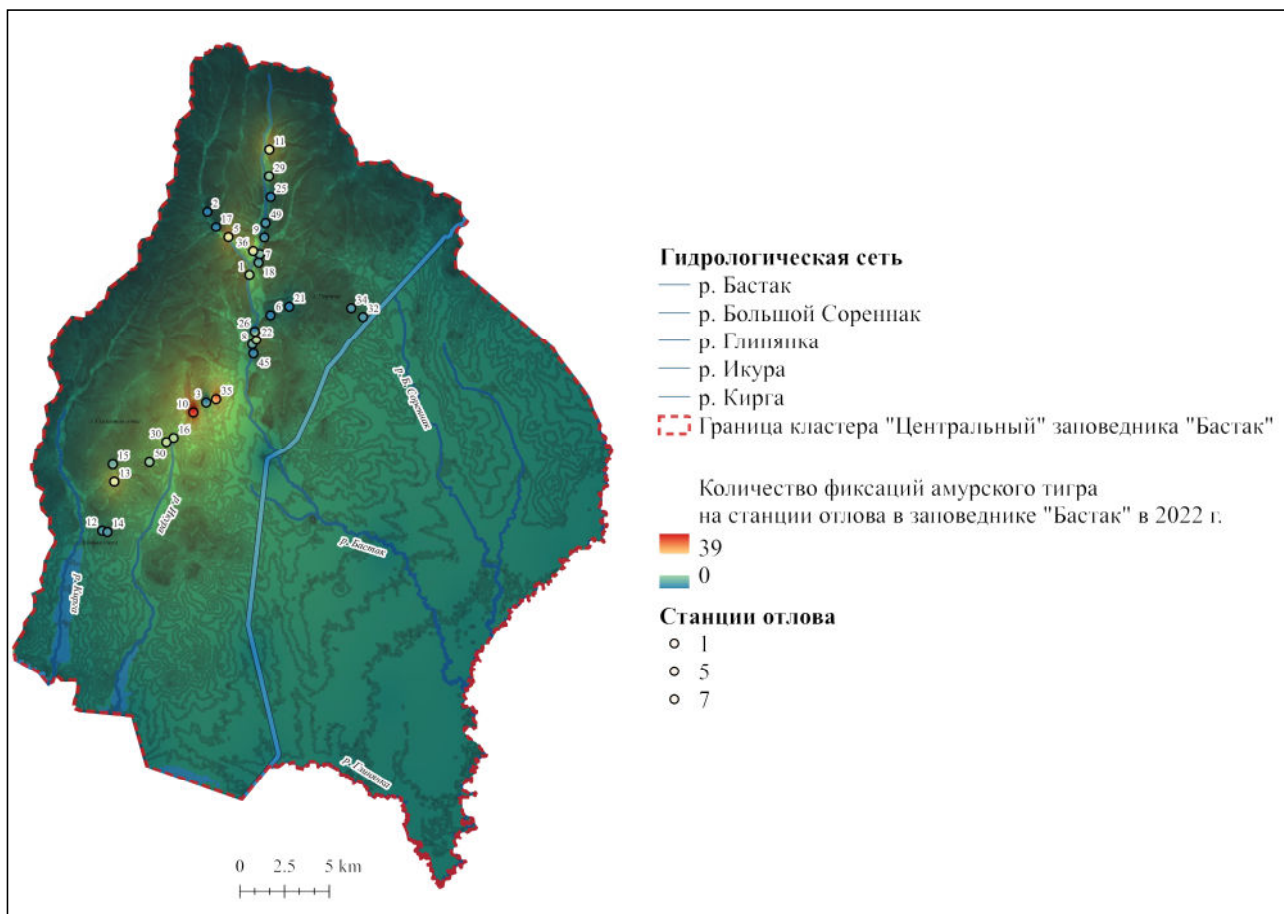 11
29
25
2
17
5
49
9
36
7
18
1
6
21
34
32
26
22
8
45
3
35
10
30
16
15
50
13
12
14
р. Б. Сореннак
р. Икура
р. Бастак
р. Кирга
р. Глинянка
0 2.5 5 km
Гидрологическая сеть
р. Бастак
р. Большой Сореннак
р. Глинянка
р. Икура
р. Кирга
Граница кластера "Центральный" заповедника "Бастак"
Количество фиксаций амурского тигра
на станции отлова в заповеднике "Бастак" в 2022 г.
39
0
Станции отлова
1
5
7